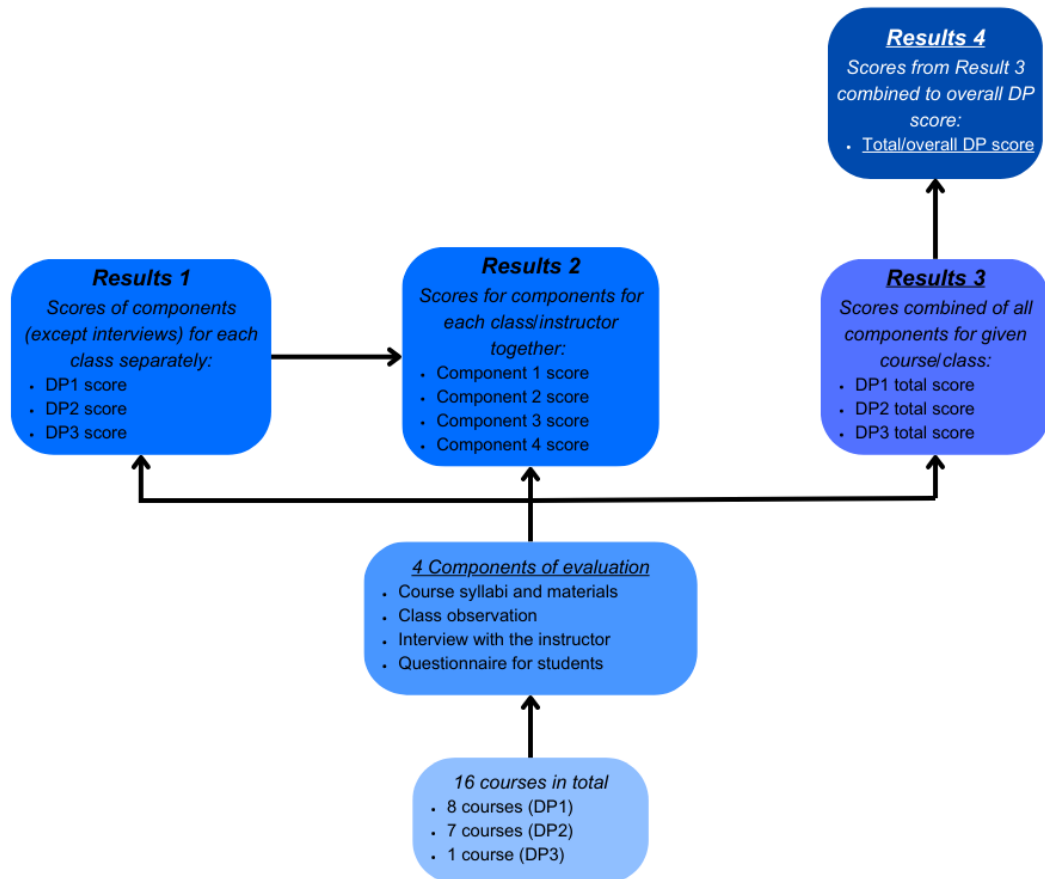 Results 4
Scores from Result 3
combined to overall DP
score:
• Total/overall DP score
Results 1
Scores of components
(except interviews) for each
class separately:
• DP1 score
• DP2 score
• DP3 score
Results 2
Scores for components for
each class/instructor
together:
• Component 1 score
• Component 2 score
• Component 3 score
• Component 4 score
Results 3
Scores combined of all
components for given
course/class:
• DP1 total score
• DP2 total score
• DP3 total score
4 Components of evaluation
• Course syllabi and materials
• Class observation
• Interview with the instructor
• Questionnaire for students
16 courses in total
• 8 courses (DP1)
• 7 courses (DP2)
• 1 course (DP3)